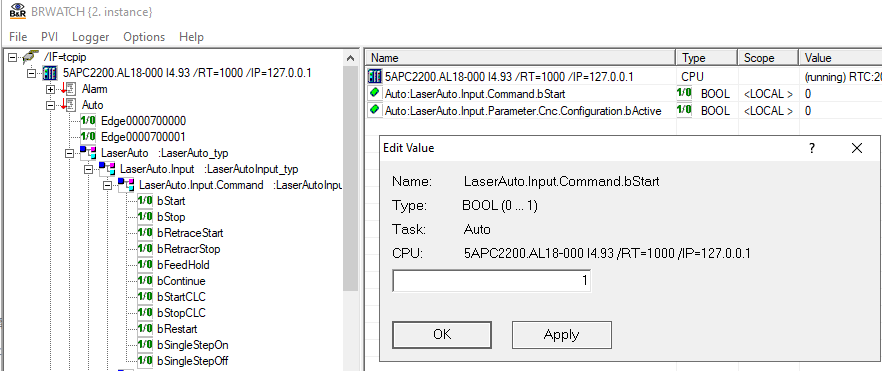 B&R BRWATCH {2. instance}
File PVI Logger Options Help
/IF=tcpip
5APC2200.AL18-000 I4.93 /RT=1000 /IP=127.0.0.1
Alarm
Auto
1/0 Edge0000700000
1/0 Edge0000700001
LaserAuto :LaserAuto_typ
LaserAuto.Input :LaserAutoInput_typ
LaserAuto.Input.Command :LaserAutoInpu
1/0 bStart
1/0 bStop
1/0 bRetraceStart
1/0 bRetracrStop
1/0 bFeedHold
1/0 bContinue
1/0 bStartCLC
1/0 bStopCLC
1/0 bRestart
1/0 bSingleStepOn
1/0 bSingleStepOff
Name Type Scope Value
5APC2200.AL18-000 I4.93 /RT=1000 /IP=127.0.0.1 CPU (running) RTC:20
Auto:LaserAuto.Input.Command.bStart 1/0 BOOL <LOCAL > 0
Auto:LaserAuto.Input.Parameter.Cnc.Configuration.bActive 1/0 BOOL <LOCAL > 0
Edit Value ?
Name: LaserAuto.Input.Command.bStart
Type: BOOL (0 ... 1)
Task: Auto
CPU: 5APC2200.AL18-000 I4.93 /RT=1000 /IP=127.0.0.1
1
OK Apply